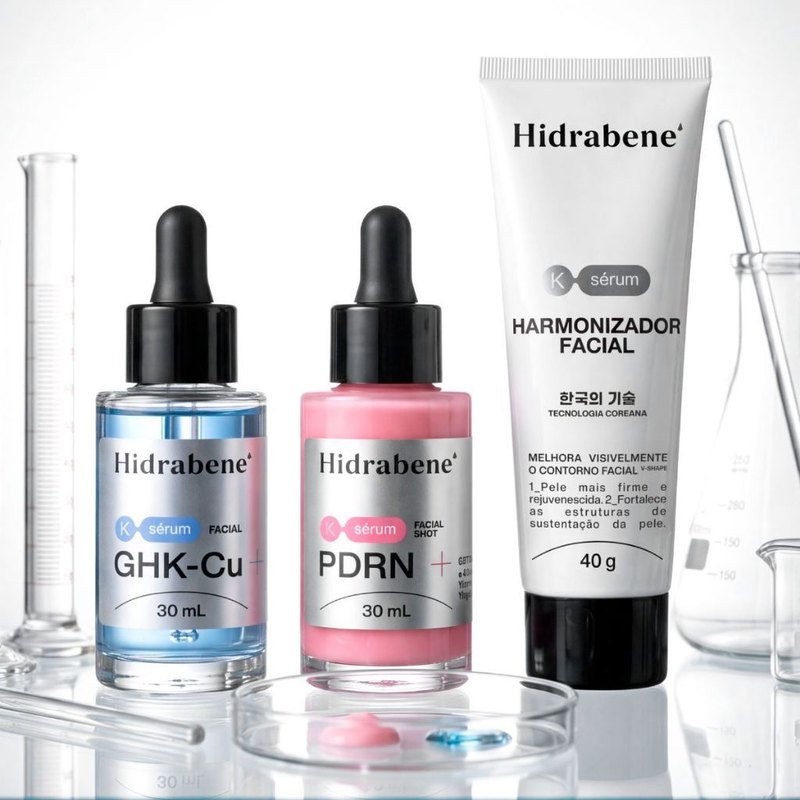 Hidrabene
K sérum FACIAL
GHK-Cu +
30 mL
Hidrabene
K sérum FACIAL
SHOT
PDRN +
30 mL
Hidrabene
K sérum
HARMONIZADOR
FACIAL
한국의 기술
TECNOLOGIA COREANA
MELHORA VISIVELMENTE
O CONTORNO FACIAL V-SHAPE
1_Pele mais firme e
rejuvenescida. 2_Fortalece
as estruturas de
sustentação da pele.
40 g
250
150